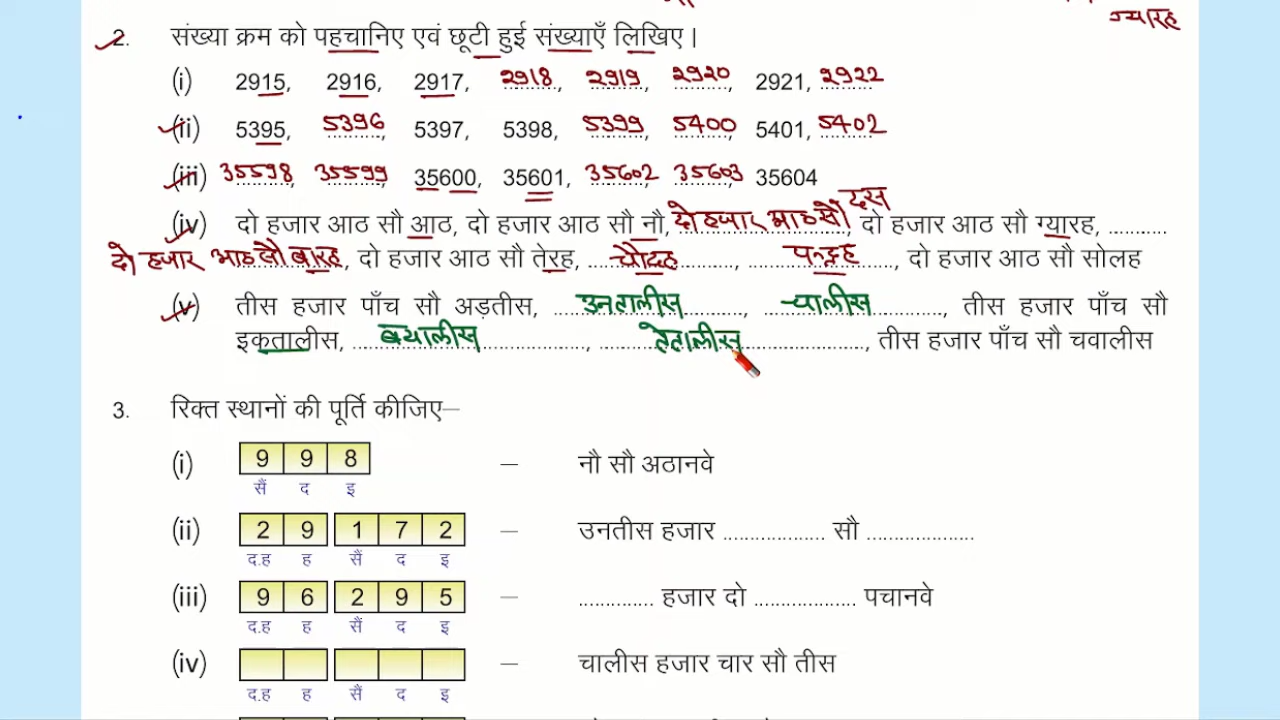 ग्यारह
2. संख्या क्रम को पहचानिए एवं छूटी हुई संख्याएँ लिखिए।
(i) 2915, 2916, 2917, 2918, 2919, 2920, 2921, 2922
(ii) 5395, 5396, 5397, 5398, 5399, 5400, 5401, 5402
(iii) 35598, 35599, 35600, 35601, 35602, 35603, 35604
(iv) दो हजार आठ सौ आठ, दो हजार आठ सौ नौ, दो हजार आठ सौ दस, दो हजार आठ सौ ग्यारह, ..........
दो हजार आठ सौ बारह, दो हजार आठ सौ तेरह, चौदह, पन्द्रह, दो हजार आठ सौ सोलह
(v) तीस हजार पाँच सौ अड़तीस, उनतालीस, चालीस, तीस हजार पाँच सौ
इकतालीस, बयालीस, तेतालीस, तीस हजार पाँच सौ चवालीस
3. रिक्त स्थानों की पूर्ति कीजिए–
(i) 9 9 8 – नौ सौ अठानवे
सैं द इ
(ii) 2 9 1 7 2 – उनतीस हजार .................... सौ .....................
द.ह ह सैं द इ
(iii) 9 6 2 9 5 – .............. हजार दो ................... पचानवे
द.ह ह सैं द इ
(iv) – चालीस हजार चार सौ तीस
द.ह ह सैं द इ